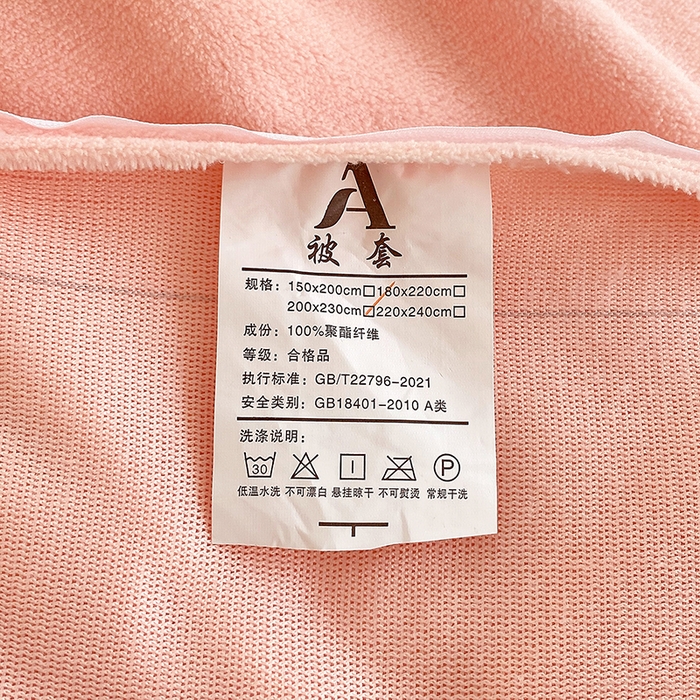 A
被套
规格：150x200cm□180x220cm□
200x230cm☑220x240cm□
成份：100%聚酯纤维
等级：合格品
执行标准：GB/T22796-2021
安全类别：GB18401-2010 A类
洗涤说明：
30 P
低温水洗 不可漂白 悬挂晾干 不可熨烫 常规干洗